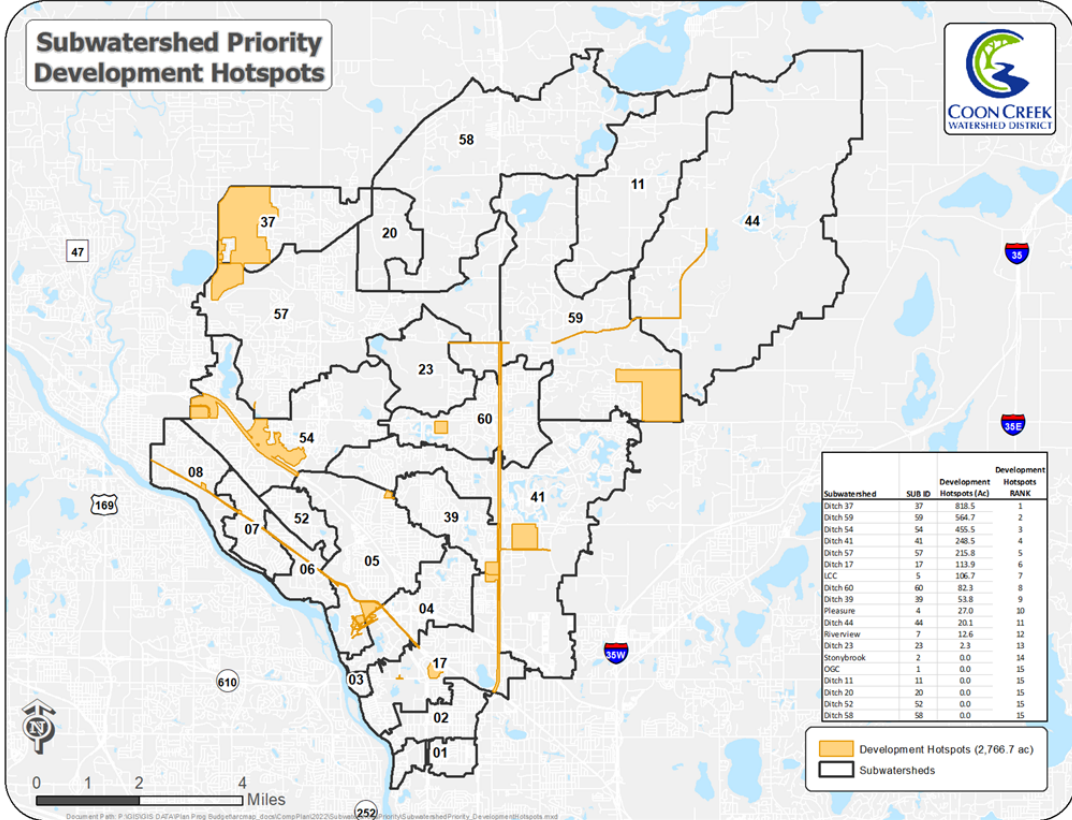 Subwatershed Priority
Development Hotspots
COON CREEK
WATERSHED DISTRICT
58
11
44
37
20
47
35
57
59
23
35E
60
54
08
169
41
39
52
07
05
06
04
35W
17
03
610
02
01
252
Subwatershed SUB ID Development Hotspots (Ac) Development Hotspots RANK
Ditch 37 37 818.5 1
Ditch 59 59 564.7 2
Ditch 54 54 455.5 3
Ditch 41 41 248.5 4
Ditch 57 57 215.8 5
Ditch 17 17 113.9 6
LCC 5 106.7 7
Ditch 60 60 82.3 8
Ditch 39 39 53.8 9
Pleasure 4 27.0 10
Ditch 44 44 20.1 11
Riverview 7 12.6 12
Ditch 23 23 2.3 13
Stonybrook 2 0.0 14
OGC 1 0.0 15
Ditch 11 11 0.0 15
Ditch 20 20 0.0 15
Ditch 52 52 0.0 15
Ditch 58 58 0.0 15
Development Hotspots (2,766.7 ac)
Subwatersheds
N
0 1 2 4
Miles